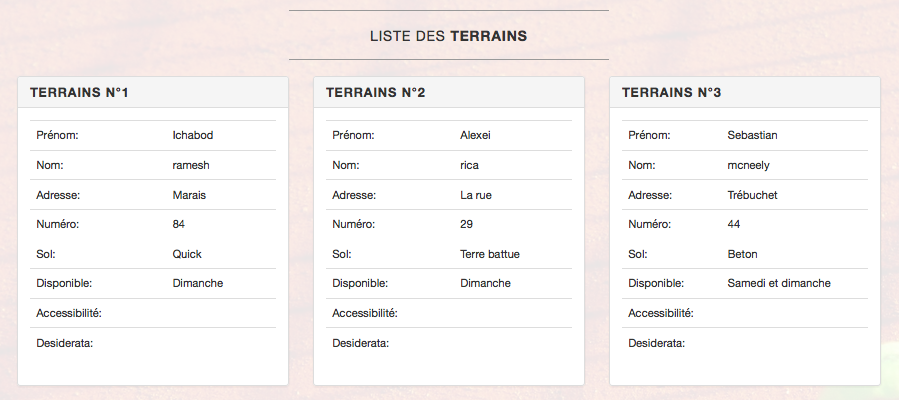 LISTE DES TERRAINS
TERRAINS N°1
Prénom: Ichabod
Nom: ramesh
Adresse: Marais
Numéro: 84
Sol: Quick
Disponible: Dimanche
Accessibilité:
Desiderata:
TERRAINS N°2
Prénom: Alexei
Nom: rica
Adresse: La rue
Numéro: 29
Sol: Terre battue
Disponible: Dimanche
Accessibilité:
Desiderata:
TERRAINS N°3
Prénom: Sebastian
Nom: mcneely
Adresse: Trébuchet
Numéro: 44
Sol: Beton
Disponible: Samedi et dimanche
Accessibilité:
Desiderata: